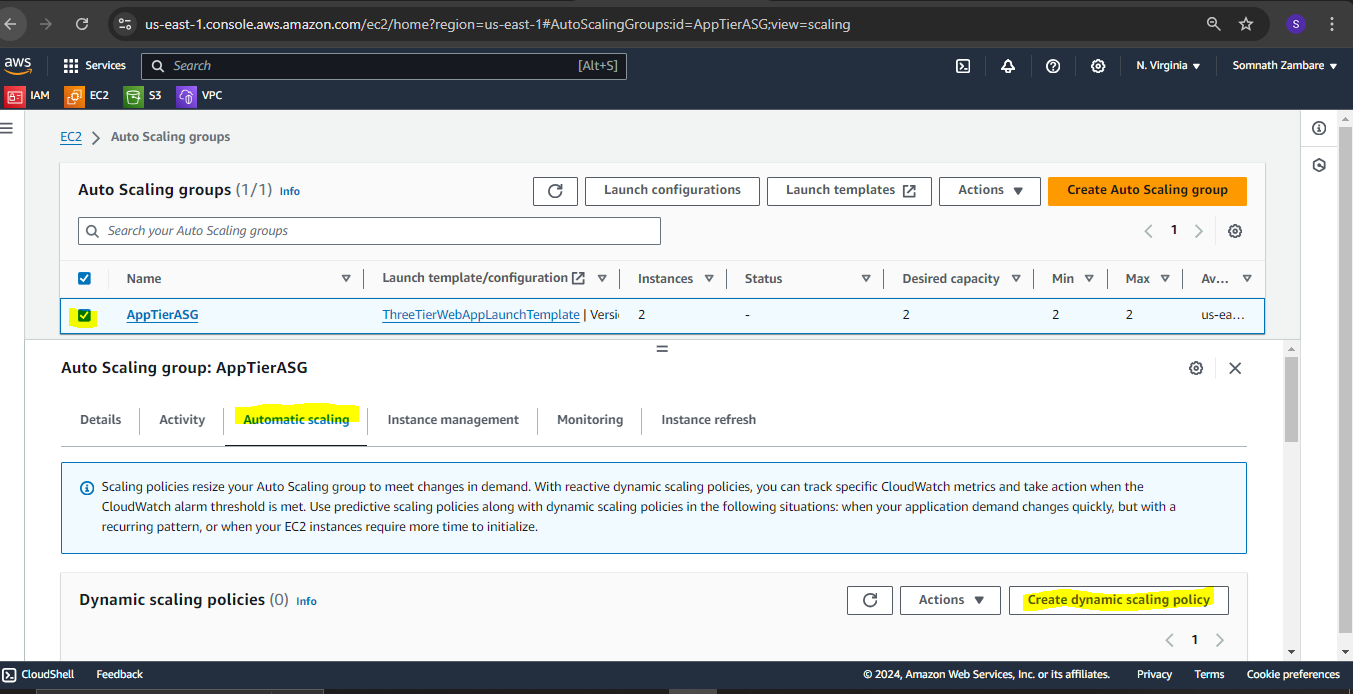 us-east-1.console.aws.amazon.com/ec2/home?region=us-east-1#AutoScalingGroups:id=AppTierASG;view=scaling
S
aws Services Search [Alt+S] N. Virginia Somnath Zambare
IAM EC2 S3 VPC
EC2 Auto Scaling groups
Auto Scaling groups (1/1) Info Launch configurations Launch templates Actions Create Auto Scaling group
Search your Auto Scaling groups 1
Name Launch template/configuration Instances Status Desired capacity Min Max Av...
AppTierASG ThreeTierWebAppLaunchTemplate | Versi 2 - 2 2 2 us-ea...
Auto Scaling group: AppTierASG
Details Activity Automatic scaling Instance management Monitoring Instance refresh
Scaling policies resize your Auto Scaling group to meet changes in demand. With reactive dynamic scaling policies, you can track specific CloudWatch metrics and take action when the
CloudWatch alarm threshold is met. Use predictive scaling policies along with dynamic scaling policies in the following situations: when your application demand changes quickly, but with a
recurring pattern, or when your EC2 instances require more time to initialize.
Dynamic scaling policies (0) Info Actions Create dynamic scaling policy
1
CloudShell Feedback © 2024, Amazon Web Services, Inc. or its affiliates. Privacy Terms Cookie preferences